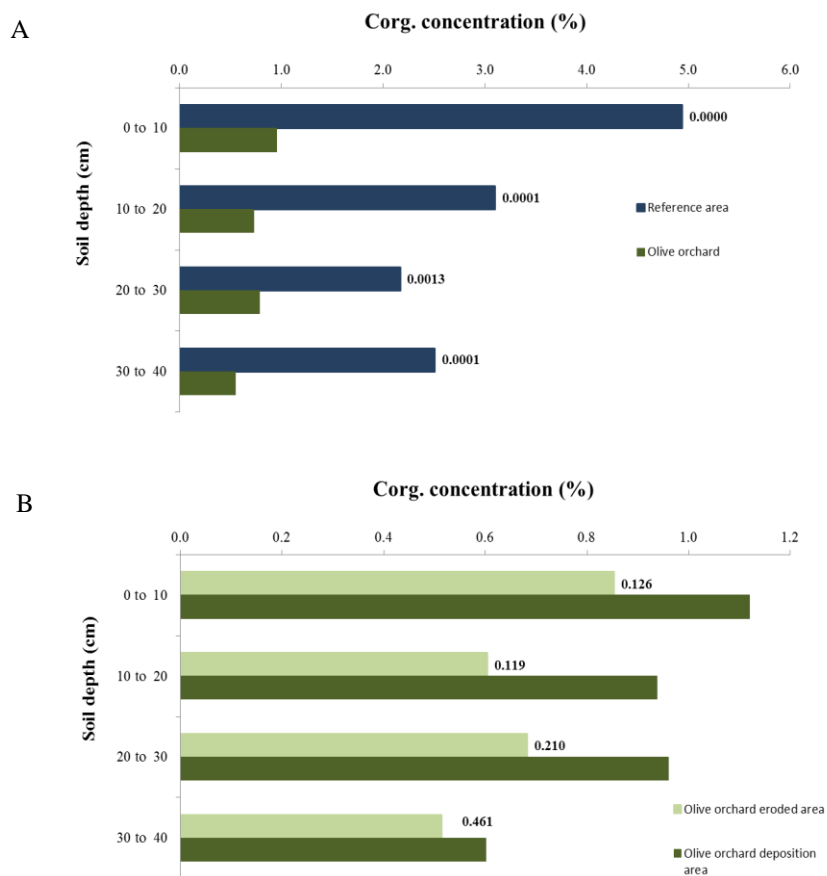 A
Corg. concentration (%)
0.0 1.0 2.0 3.0 4.0 5.0 6.0
Soil depth (cm)
0 to 10
0.0000
10 to 20
0.0001
20 to 30
0.0013
30 to 40
0.0001
Reference area
Olive orchard
B
Corg. concentration (%)
0.0 0.2 0.4 0.6 0.8 1.0 1.2
Soil depth (cm)
0 to 10
0.126
10 to 20
0.119
20 to 30
0.210
30 to 40
0.461
Olive orchard eroded area
Olive orchard deposition
area